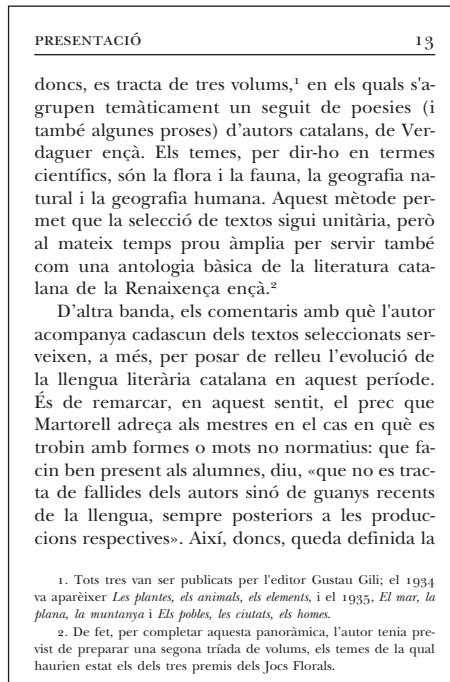 PRESENTACIÓ 13
doncs, es tracta de tres volums,¹ en els quals s'a-
grupen temàticament un seguit de poesies (i
també algunes proses) d’autors catalans, de Ver-
daguer ençà. Els temes, per dir-ho en termes
científics, són la flora i la fauna, la geografia na-
tural i la geografia humana. Aquest mètode per-
met que la selecció de textos sigui unitària, però
al mateix temps prou àmplia per servir també
com una antologia bàsica de la literatura cata-
lana de la Renaixença ençà.²
D’altra banda, els comentaris amb què l'autor
acompanya cadascun dels textos seleccionats ser-
veixen, a més, per posar de relleu l’evolució de
la llengua literària catalana en aquest període.
És de remarcar, en aquest sentit, el prec que
Martorell adreça als mestres en el cas en què es
trobin amb formes o mots no normatius: que fa-
cin ben present als alumnes, diu, «que no es trac-
ta de fallides dels autors sinó de guanys recents
de la llengua, sempre posteriors a les produc-
cions respectives». Així, doncs, queda definida la
1. Tots tres van ser publicats per l’editor Gustau Gili; el 1934
va aparèixer Les plantes, els animals, els elements, i el 1935, El mar, la
plana, la muntanya i Els pobles, les ciutats, els homes.
2. De fet, per completar aquesta panoràmica, l’autor tenia pre-
vist de preparar una segona tríada de volums, els temes de la qual
haurien estat els dels tres premis dels Jocs Florals.